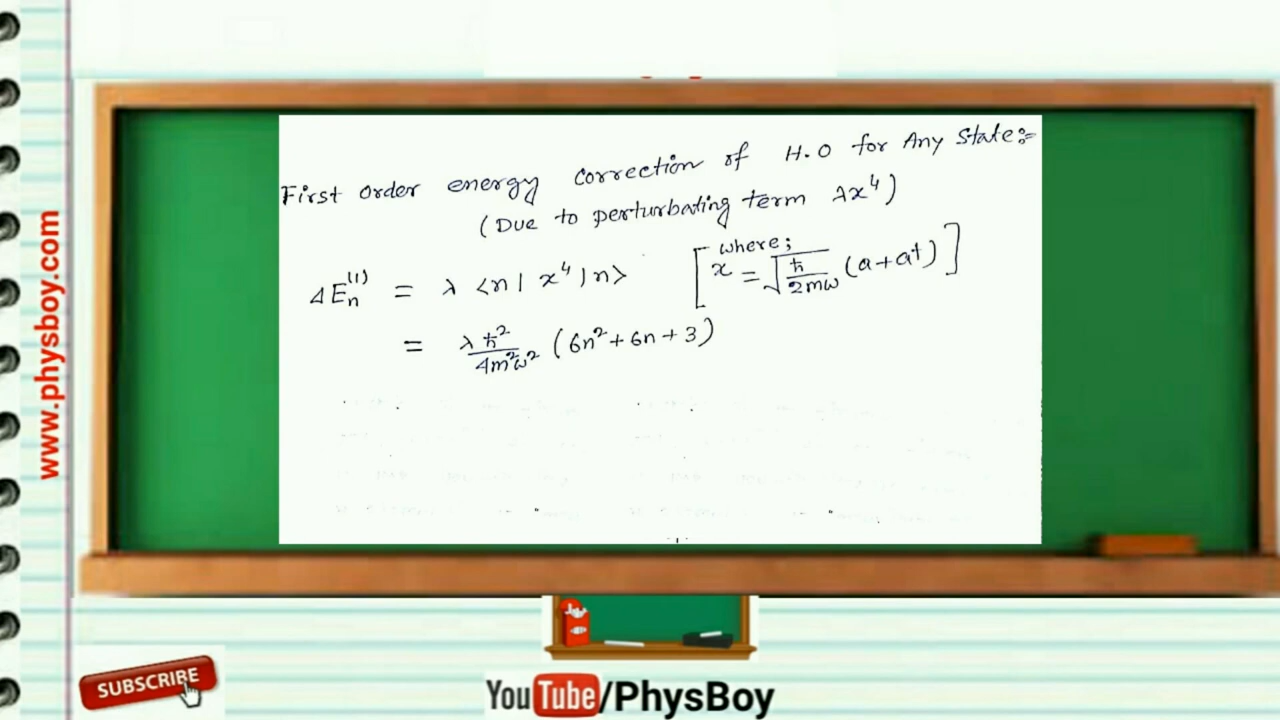 First order energy correction of H.O for Any State:-
(Due to perturbating term λx⁴)
ΔEₙ⁽¹⁾ = λ <n| x⁴ |n> [where; x = √(ħ/2mω) (a+a†)]
= λħ²/4m²ω² (6n²+6n+3)
www.physboy.com
SUBSCRIBE
YouTube/PhysBoy